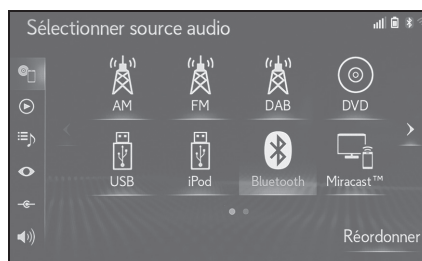 Sélectionner source audio
AM FM DAB DVD
USB iPod Bluetooth Miracast™
Réordonner